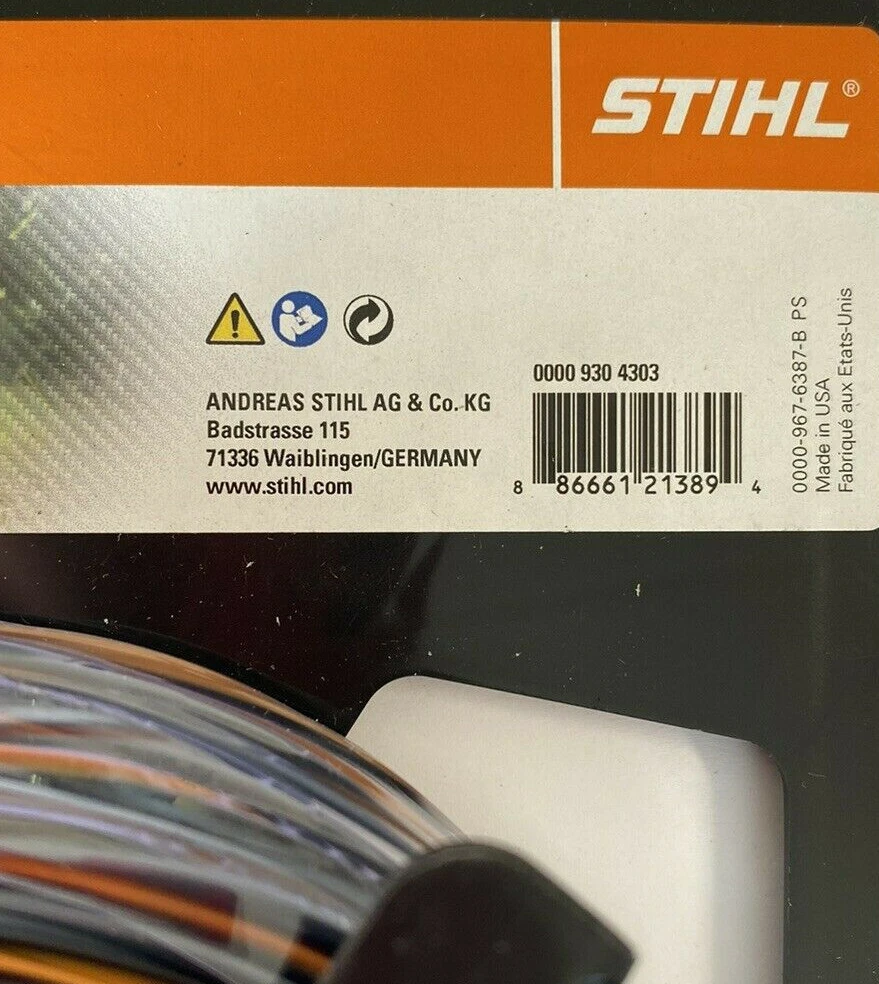 STIHL®
0000 930 4303
ANDREAS STIHL AG & Co. KG
Badstrasse 115
71336 Waiblingen/GERMANY
www.stihl.com
8 86661 21389 4
0000-967-6387-B PS
Made in USA
Fabriqué aux Etats-Unis